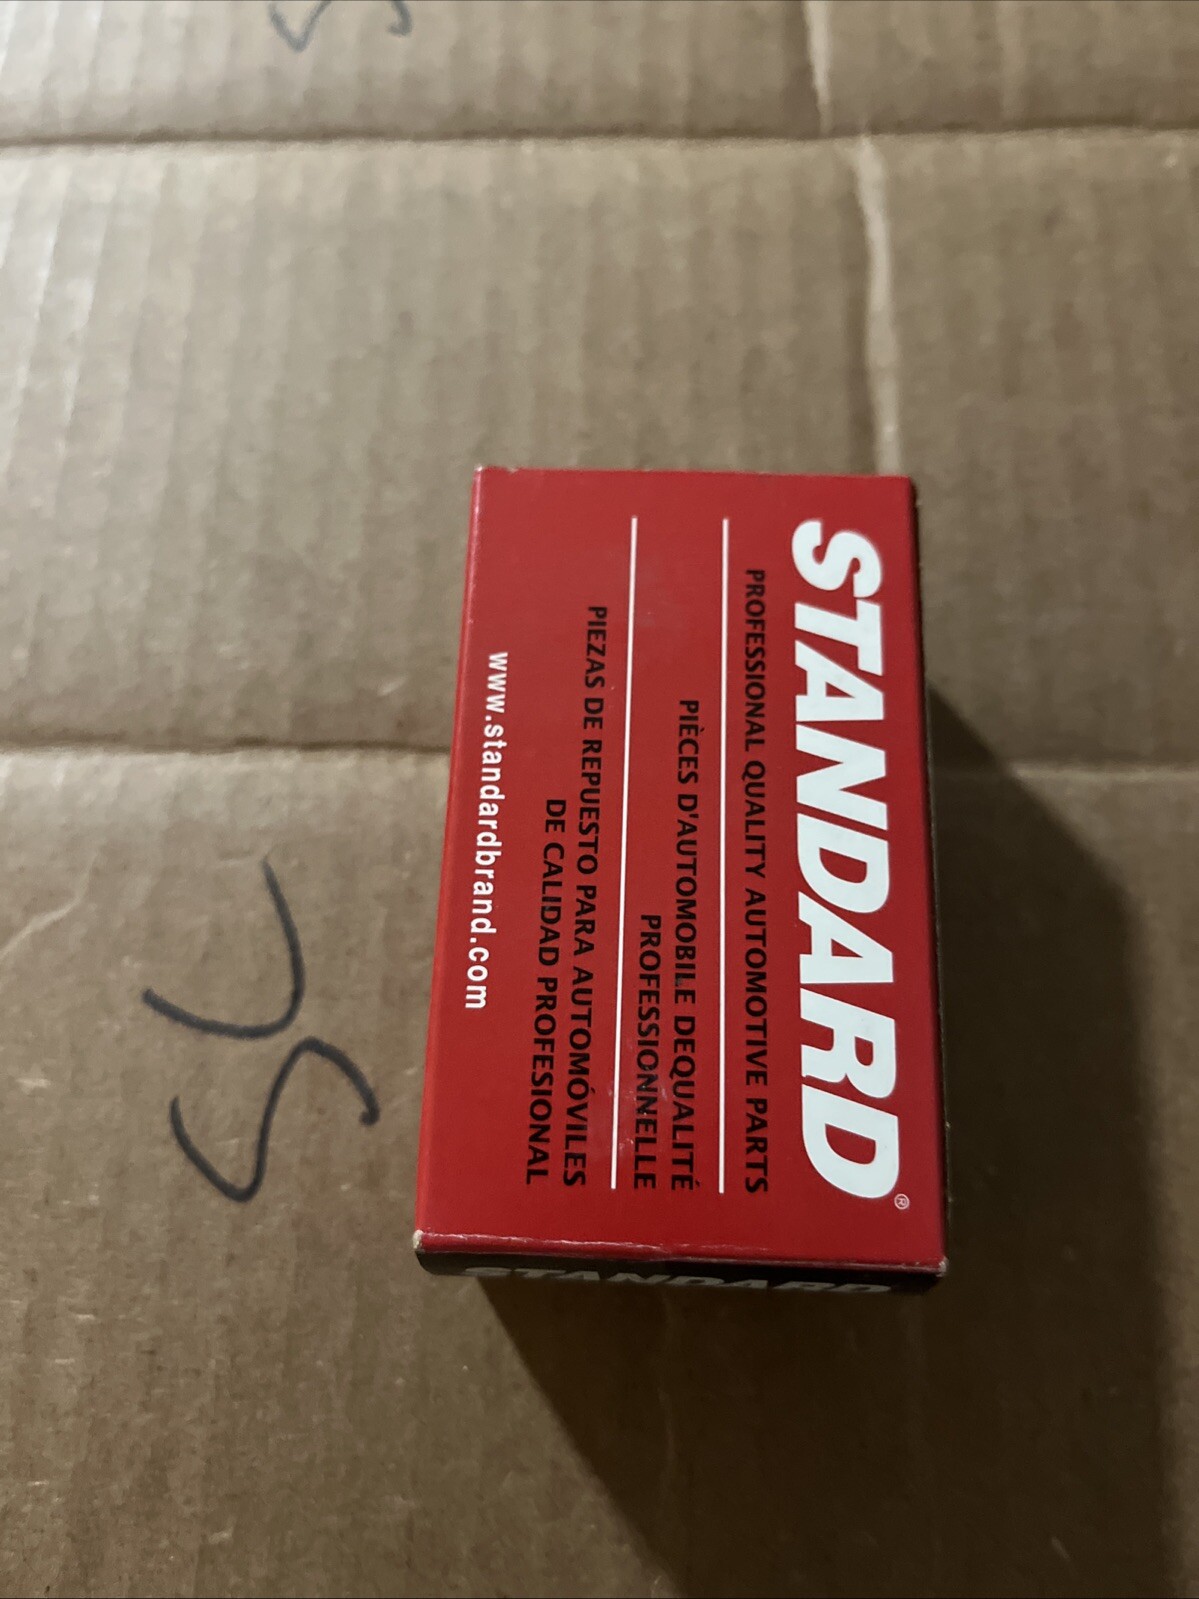 STANDARD®
PROFESSIONAL QUALITY AUTOMOTIVE PARTS
PIÈCES D'AUTOMOBILE DEQUALITÉ
PROFESSIONNELLE
PIEZAS DE REPUESTO PARA AUTOMÓVILES
DE CALIDAD PROFESIONAL
www.standardbrand.com
STANDARD